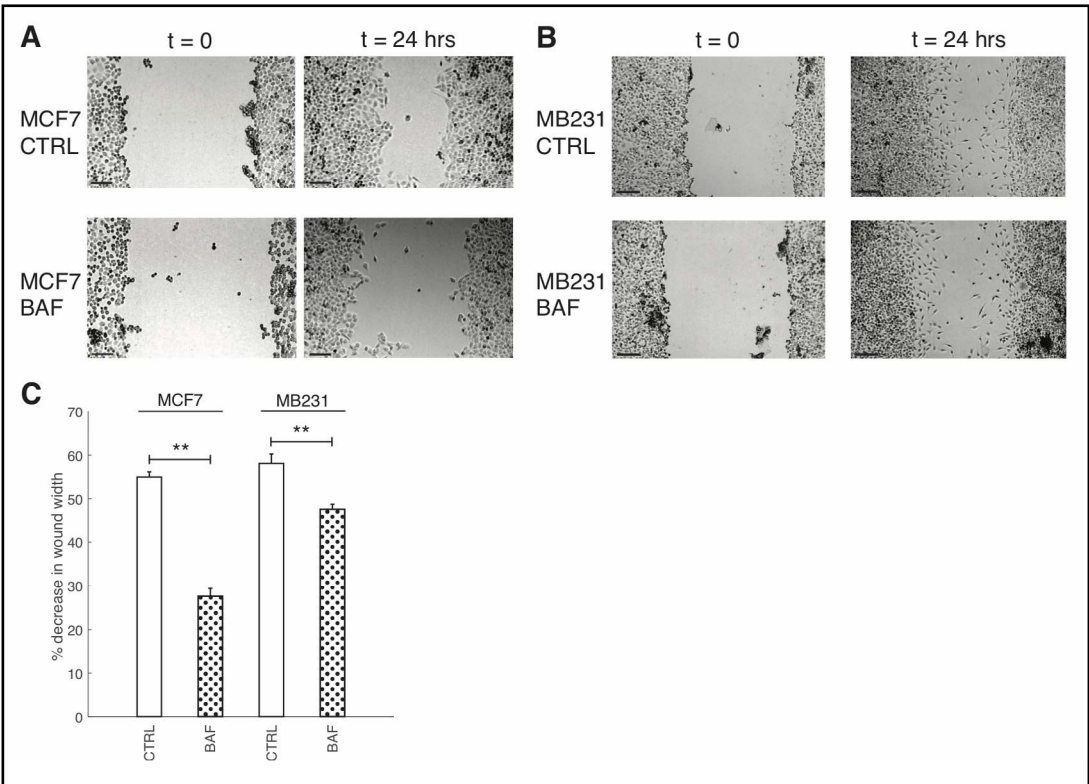 A
t = 0
t = 24 hrs
MCF7
CTRL
MCF7
BAF
B
t = 0
t = 24 hrs
MB231
CTRL
MB231
BAF
C
MCF7
MB231
**
**
% decrease in wound width
70
60
50
40
30
20
10
0
CTRL
BAF
CTRL
BAF